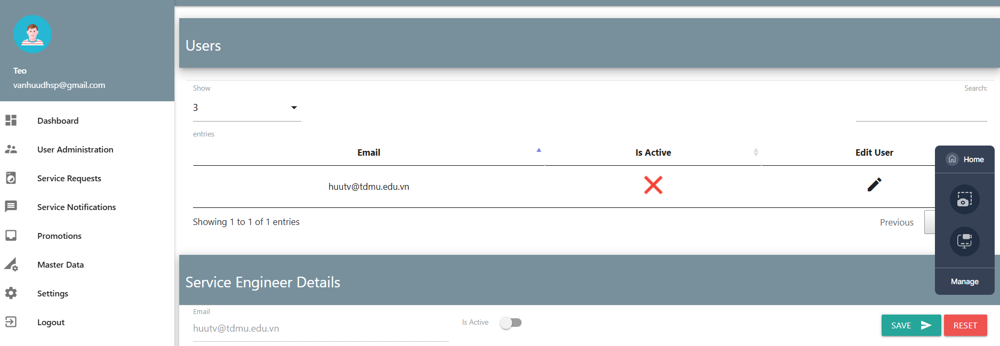 Teo
vanhuudhsp@gmail.com
Dashboard
User Administration
Service Requests
Service Notifications
Promotions
Master Data
Settings
Logout
Users
Show
Search:
3
entries
Email
Is Active
Edit User
huutv@tdmu.edu.vn
Showing 1 to 1 of 1 entries
Previous
Home
Manage
Service Engineer Details
Email
huutv@tdmu.edu.vn
Is Active
SAVE
RESET